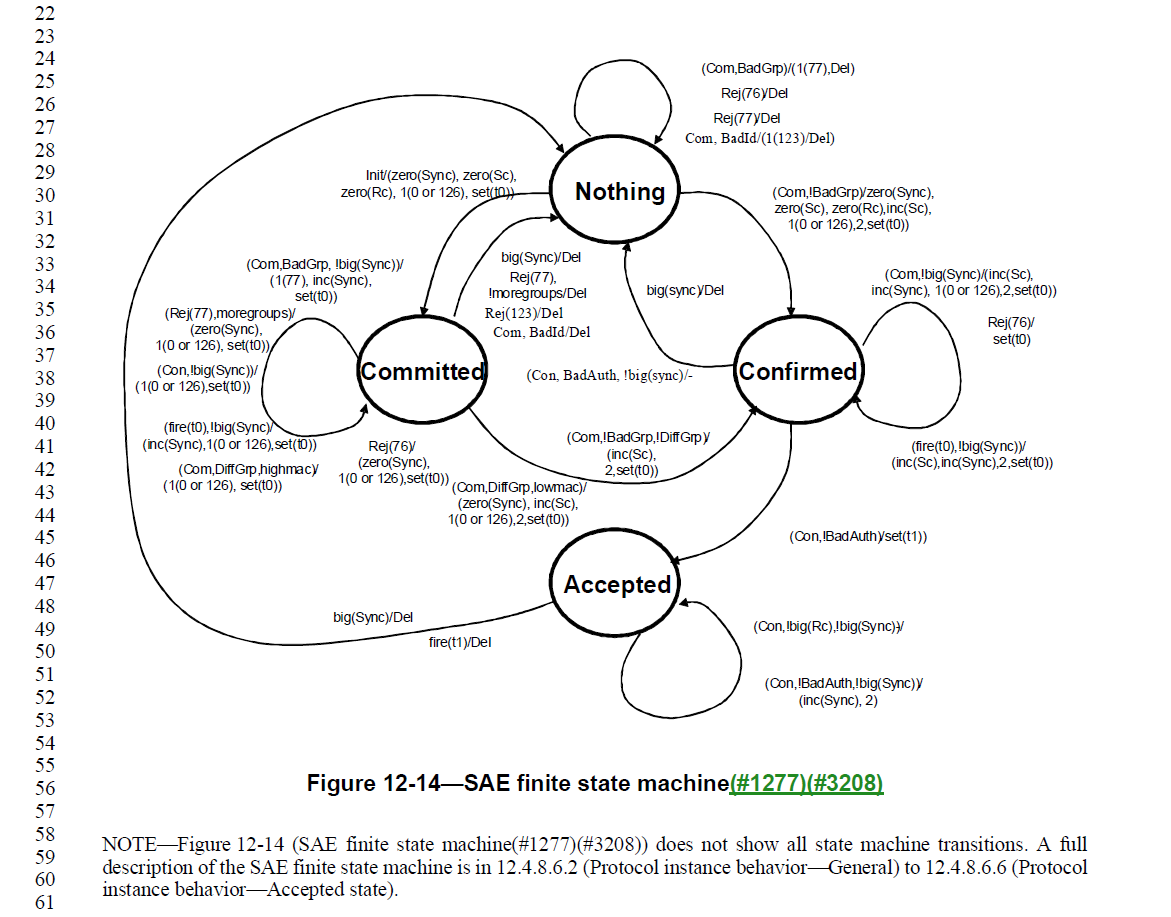 22
23
24
25
26
27
28
29
30
31
32
33
34
35
36
37
38
39
40
41
42
43
44
45
46
47
48
49
50
51
52
53
54
55
56
57
58
59
60
61
(Com,BadGrp)/(1(77),Del)
Rej(76)/Del
Rej(77)/Del
Com, BadId/(1(123)/Del)
Nothing
Init/(zero(Sync), zero(Sc),
zero(Rc), 1(0 or 126), set(t0))
(Com,!BadGrp)/zero(Sync),
zero(Sc), zero(Rc),inc(Sc),
1(0 or 126),2,set(t0))
big(Sync)/Del
Rej(77),
!moregroups/Del
Rej(123)/Del
Com, BadId/Del
big(sync)/Del
(Com,BadGrp, !big(Sync))/
(1(77), inc(Sync),
set(t0))
(Rej(77),moregroups)/
(zero(Sync),
1(0 or 126), set(t0))
(Con,!big(Sync))/
(1(0 or 126),set(t0))
(fire(t0),!big(Sync)/
(inc(Sync),1(0 or 126),set(t0))
(Com,DiffGrp,highmac)/
(1(0 or 126), set(t0))
Committed
Rej(76)/
(zero(Sync),
1(0 or 126),set(t0))
(Con, BadAuth, !big(sync)/-
Confirmed
(Com,!big(Sync)/(inc(Sc),
inc(Sync), 1(0 or 126),2,set(t0))
Rej(76)/
set(t0)
(fire(t0),!big(Sync))/
(inc(Sc),inc(Sync),2,set(t0))
(Com,!BadGrp,!DiffGrp)/
(inc(Sc),
2,set(t0))
(Com,DiffGrp,lowmac)/
(zero(Sync), inc(Sc),
1(0 or 126),2,set(t0))
(Con,!BadAuth)/set(t1))
Accepted
big(Sync)/Del
fire(t1)/Del
(Con,!big(Rc),!big(Sync))/
(Con,!BadAuth,!big(Sync))/
(inc(Sync), 2)
Figure 12-14—SAE finite state machine(#1277)(#3208)
NOTE—Figure 12-14 (SAE finite state machine(#1277)(#3208)) does not show all state machine transitions. A full
description of the SAE finite state machine is in 12.4.8.6.2 (Protocol instance behavior—General) to 12.4.8.6.6 (Protocol
instance behavior—Accepted state).